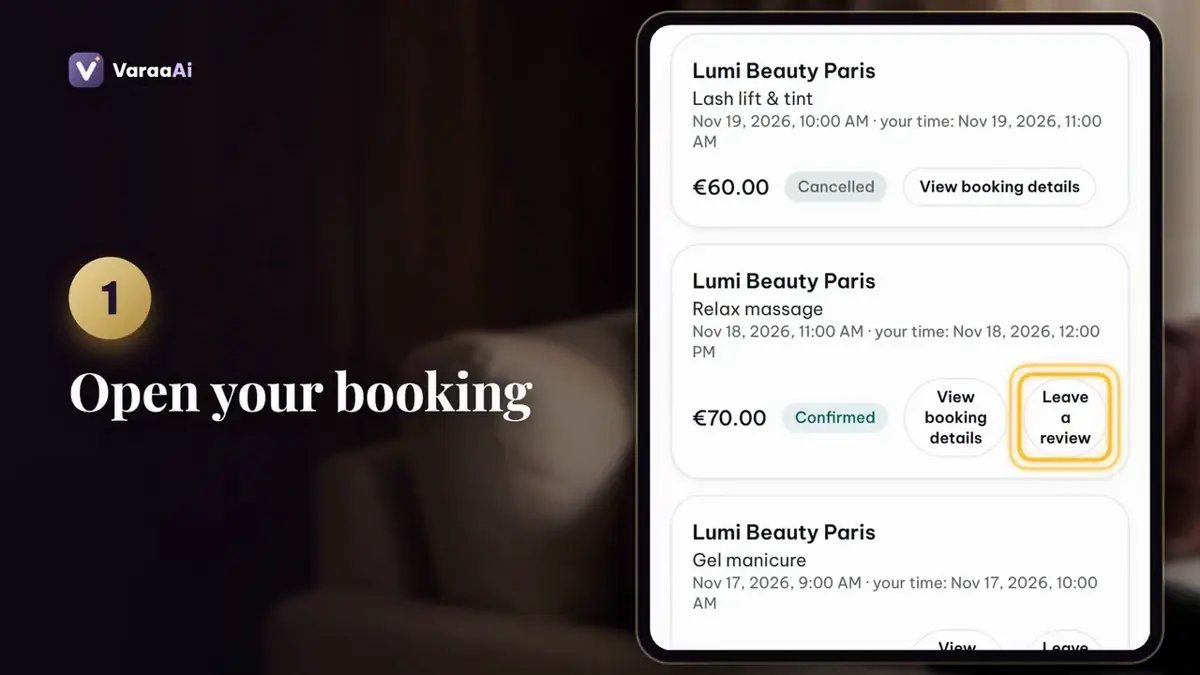 VaraaAi
1
Open your booking
Lumi Beauty Paris
Lash lift & tint
Nov 19, 2026, 10:00 AM · your time: Nov 19, 2026, 11:00
AM
€60.00 Cancelled View booking details
Lumi Beauty Paris
Relax massage
Nov 18, 2026, 11:00 AM · your time: Nov 18, 2026, 12:00
PM
€70.00 Confirmed
View
booking
details
Leave
a
review
Lumi Beauty Paris
Gel manicure
Nov 17, 2026, 9:00 AM · your time: Nov 17, 2026, 10:00
AM
View
Leave